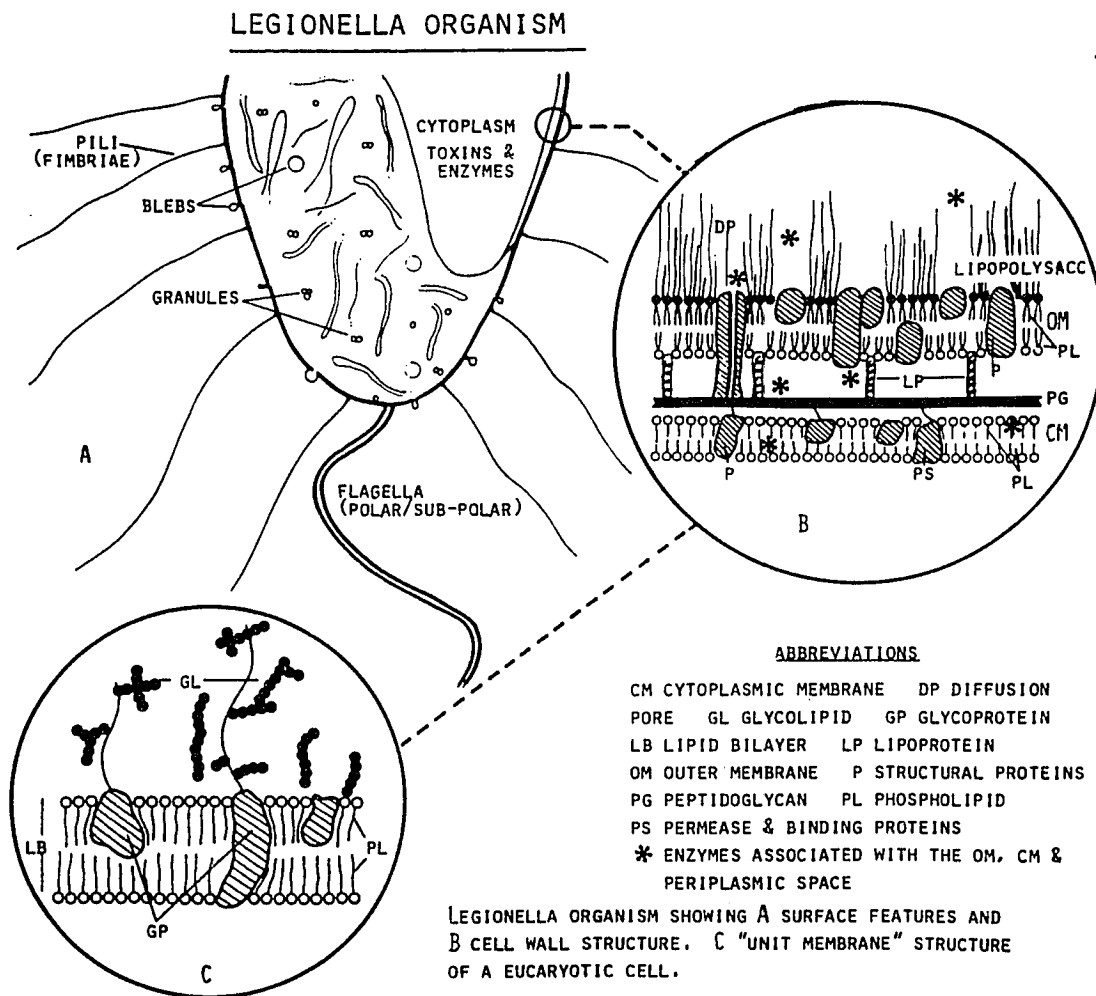 LEGIONELLA ORGANISM
PILI
(FIMBRIAE)
CYTOPLASM
TOXINS &
ENZYMES
BLEBS
GRANULES
A
FLAGELLA
(POLAR/SUB-POLAR)
DP
LIPOPOLYSACC
OM
PL
P
LP
PG
CM
P
PS
PL
B
GL
LB
PL
GP
C
ABBREVIATIONS
CM CYTOPLASMIC MEMBRANE DP DIFFUSION
PORE GL GLYCOLIPID GP GLYCOPROTEIN
LB LIPID BILAYER LP LIPOPROTEIN
OM OUTER MEMBRANE P STRUCTURAL PROTEINS
PG PEPTIDOGLYCAN PL PHOSPHOLIPID
PS PERMEASE & BINDING PROTEINS
* ENZYMES ASSOCIATED WITH THE OM, CM &
PERIPLASMIC SPACE
LEGIONELLA ORGANISM SHOWING A SURFACE FEATURES AND
B CELL WALL STRUCTURE. C "UNIT MEMBRANE" STRUCTURE
OF A EUCARYOTIC CELL.